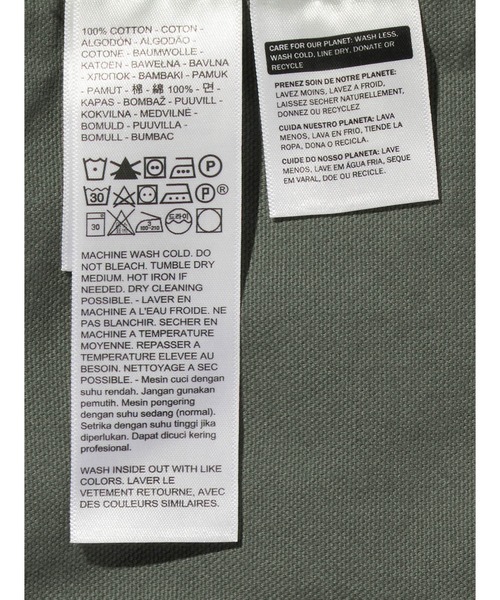 100% COTTON - COTON -
ALGODÓN - ALGODÃO -
COTONE - BAUMWOLLE -
KATOEN - BAWEŁNA - BAVLNA
- ХЛОПОК - BAMBAKI - PAMUK
- PAMUT - 棉 - 綿 100% - 면 -
KAPAS - BOMBAŽ - PUUVILL -
KOKVILNA - MEDVILNE -
BOMULD - PUUVILLA -
BOMULL - BUMBAC
P
30 P ®
30 드라이
MACHINE WASH COLD. DO
NOT BLEACH. TUMBLE DRY
MEDIUM. HOT IRON IF
NEEDED. DRY CLEANING
POSSIBLE. - LAVER EN
MACHINE A L'EAU FROIDE. NE
PAS BLANCHIR. SECHER EN
MACHINE A TEMPERATURE
MOYENNE. REPASSER A
TEMPERATURE ELEVEE AU
BESOIN. NETTOYAGE A SEC
POSSIBLE. - Mesin cuci dengan
suhu rendah. Jangan gunakan
pemutih. Mesin pengering
dengan suhu sedang (normal).
Setrika dengan suhu tinggi jika
diperlukan. Dapat dicuci kering
profesional.
WASH INSIDE OUT WITH LIKE
COLORS. LAVER LE
VETEMENT RETOURNE, AVEC
DES COULEURS SIMILAIRES.
CARE FOR OUR PLANET: WASH LESS,
WASH COLD, LINE DRY, DONATE OR
RECYCLE
PRENEZ SOIN DE NOTRE PLANETE:
LAVEZ MOINS, LAVEZ A FROID,
LAISSEZ SECHER NATURELLEMENT,
DONNEZ OU RECYCLEZ
CUIDA NUESTRO PLANETA: LAVA
MENOS, LAVA EN FRIO, TIENDE LA
ROPA, DONA O RECICLA.
CUIDE DO NOSSO PLANETA: LAVE
MENOS, LAVE EM ÁGUA FRIA, SEQUE
EM VARAL, DOE OU RECICLE.